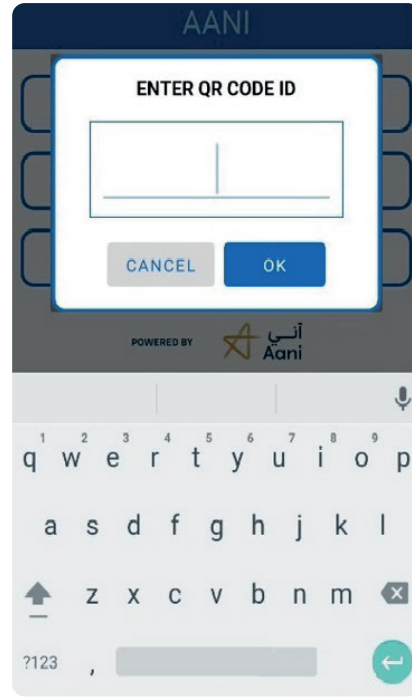 AANI
ENTER QR CODE ID
CANCEL OK
POWERED BY آني
Aani
1 2 3 4 5 6 7 8 9
q w e r t y u i o p
a s d f g h j k l
z x c v b n m
?123 ,